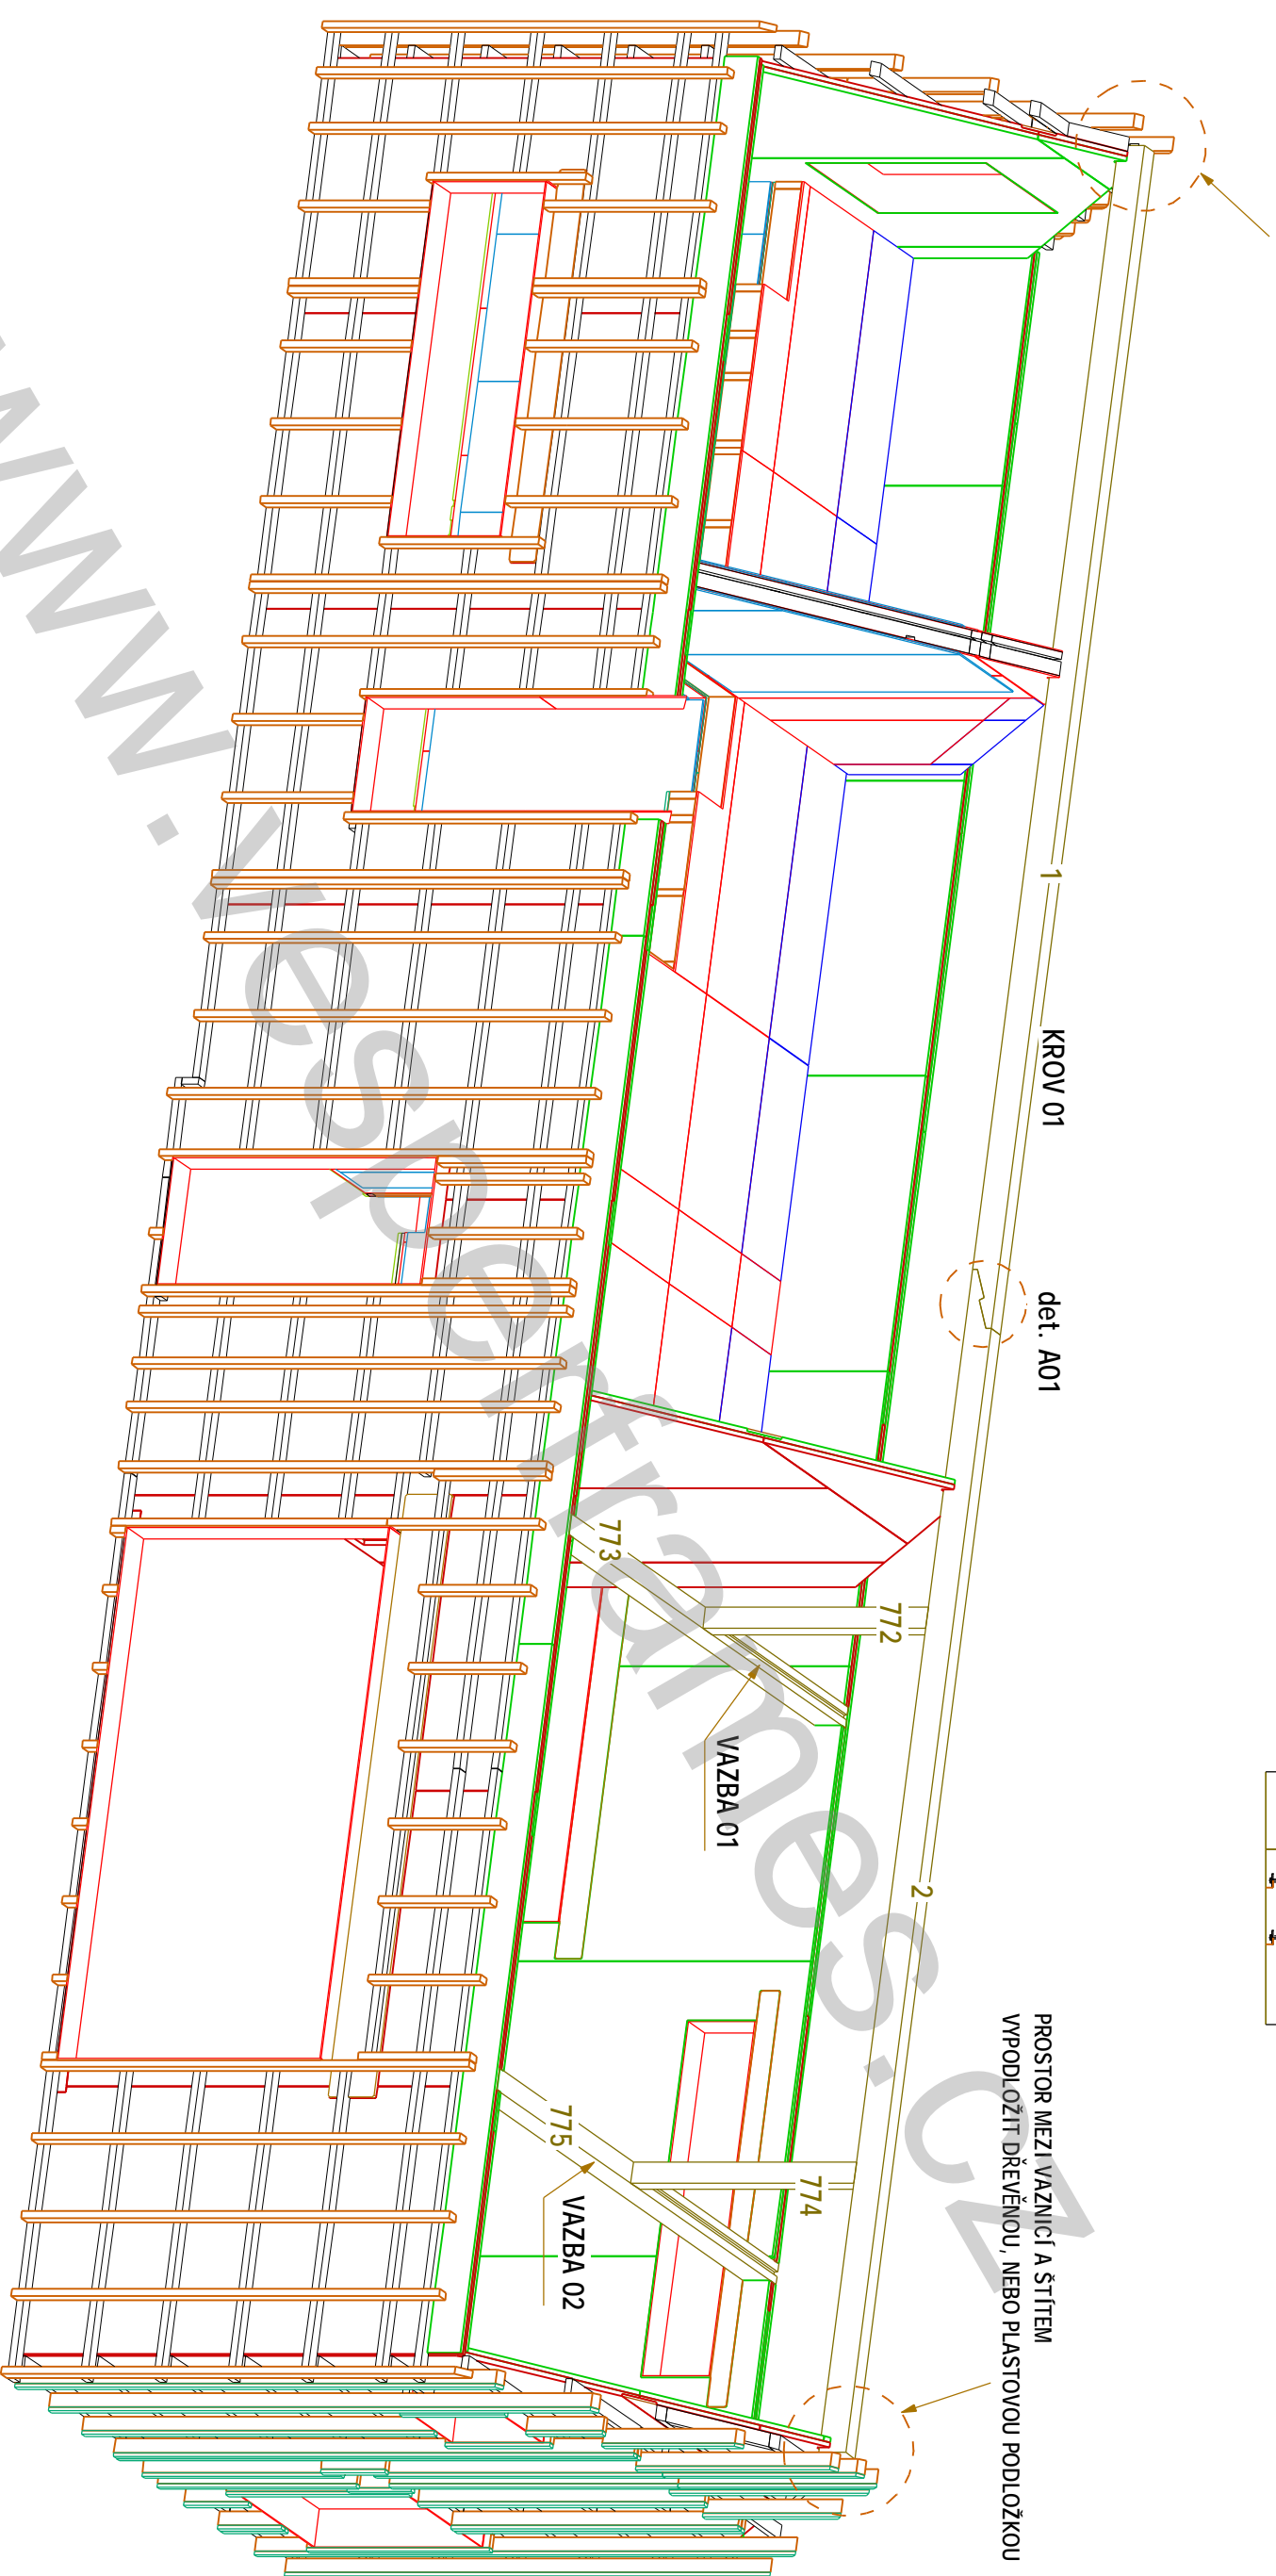 1
KROV 01
det. A01
773
772
VAZBA 01
2
775
774
VAZBA 02
PROSTOR MEZI VAZNICÍ A ŠTÍTEM
VYPODLOŽIT DŘEVĚNOU, NEBO PLASTOVOU PODLOŽKOU
www.vesperframes.cz